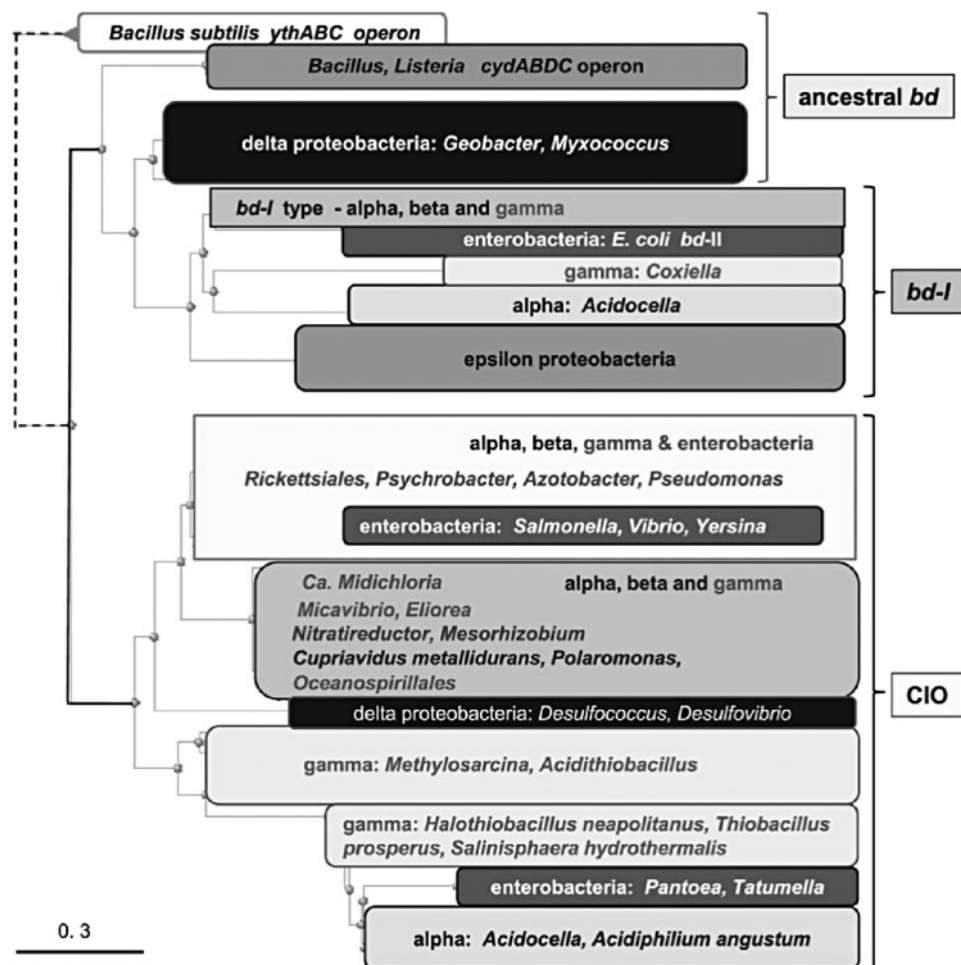 Bacillus subtilis ythABC operon
Bacillus, Listeria cydABDC operon
ancestral bd
delta proteobacteria: Geobacter, Myxococcus
bd-I type - alpha, beta and gamma
enterobacteria: E. coli bd-II
gamma: Coxiella
bd-I
alpha: Acidocella
epsilon proteobacteria
alpha, beta, gamma & enterobacteria
Rickettsiales, Psychrobacter, Azotobacter, Pseudomonas
enterobacteria: Salmonella, Vibrio, Yersina
Ca. Midichloria alpha, beta and gamma
Micavibrio, Eliorea
Nitratireductor, Mesorhizobium
Cupriavidus metallidurans, Polaromonas,
Oceanospirillales
CIO
delta proteobacteria: Desulfococcus, Desulfovibrio
gamma: Methylosarcina, Acidithiobacillus
gamma: Halothiobacillus neapolitanus, Thiobacillus
prosperus, Salinisphaera hydrothermalis
enterobacteria: Pantoea, Tatumella
alpha: Acidocella, Acidiphilium angustum
0. 3